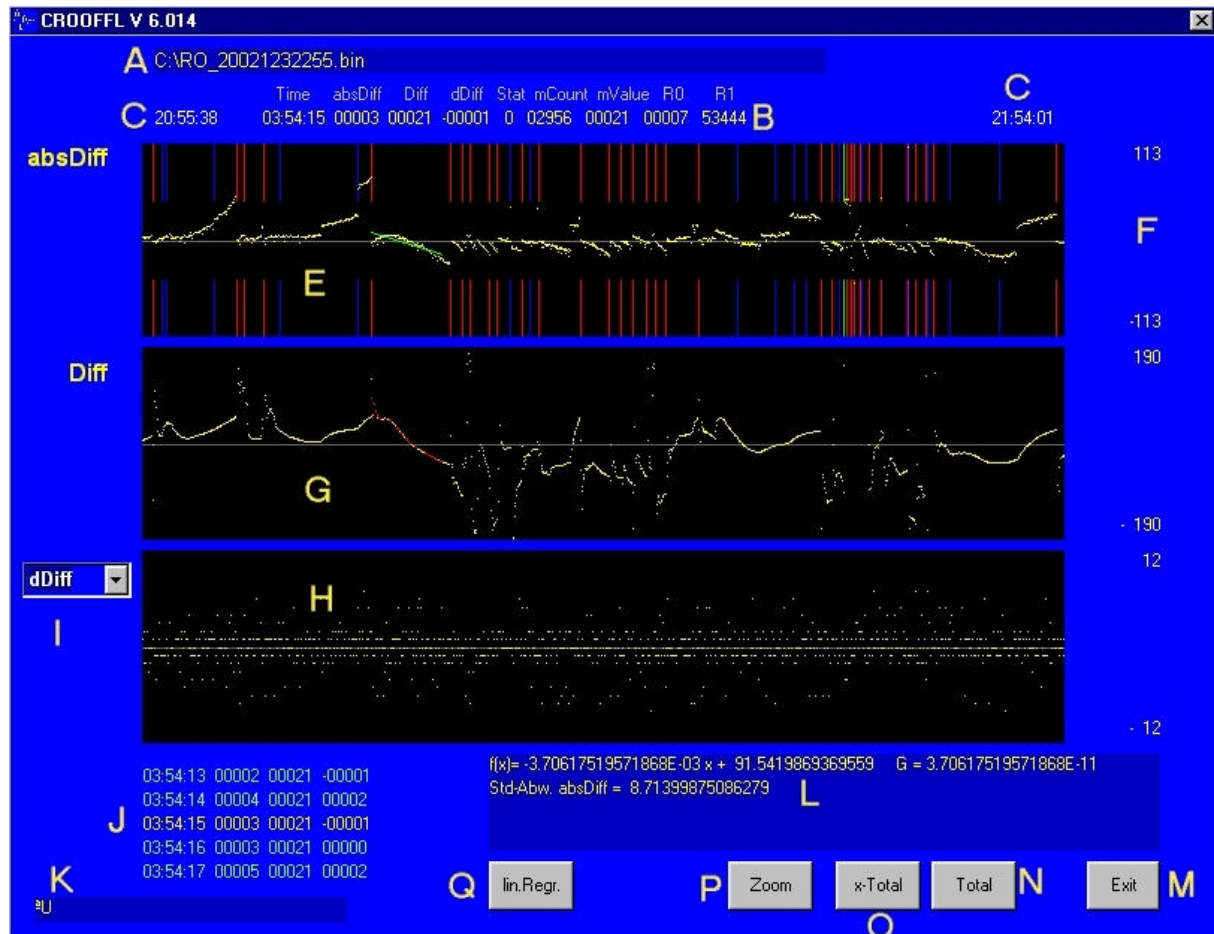 CROOFFL V 6.014
A C:\RO_20021232255.bin
Time absDiff Diff dDiff Stat mCount mValue R0 R1 C
C 20:55:38 03:54:15 00003 00021 -00001 0 02956 00021 00007 53444 B 21:54:01
absDiff 113
F
E
-113
Diff 190
G
- 190
12
dDiff H
I
- 12
f(x)= -3.70617519571868E-03 x + 91.5419869369559 G = 3.70617519571868E-11
03:54:13 00002 00021 -00001
Std-Abw. absDiff = 8.71399875086279 L
03:54:14 00004 00021 00002
J 03:54:15 00003 00021 -00001
03:54:16 00003 00021 00000
03:54:17 00005 00021 00002
K Q lin.Regr. P Zoom x-Total Total N Exit M
O